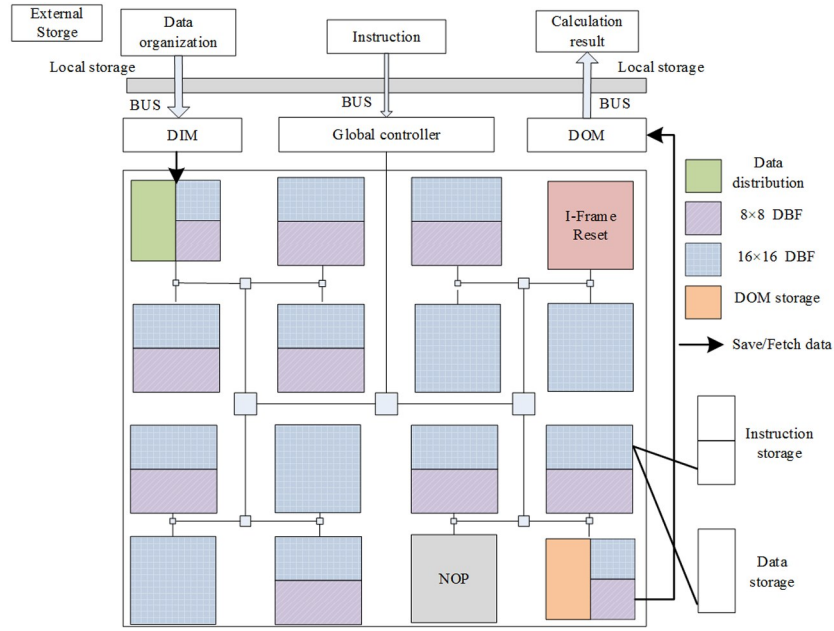 External
Storge
Data
organization
Instruction
Calculation
result
Local storage
Local storage
BUS
BUS
BUS
DIM
Global controller
DOM
I-Frame
Reset
Data
distribution
8×8 DBF
16×16 DBF
DOM storage
Save/Fetch data
Instruction
storage
NOP
Data
storage